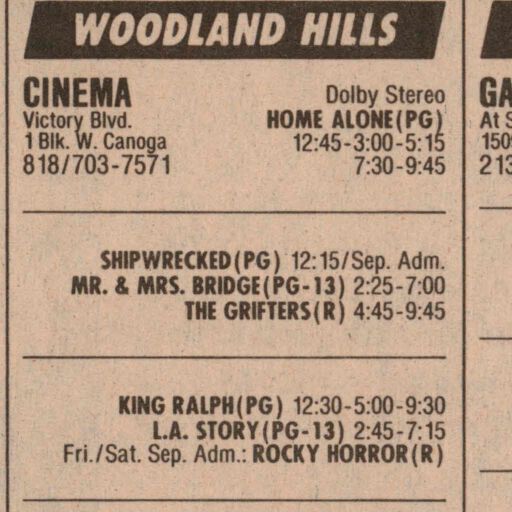 WOODLAND HILLS
CINEMA
Victory Blvd.
1 Blk. W. Canoga
818/703-7571
Dolby Stereo
HOME ALONE(PG)
12:45-3:00-5:15
7:30-9:45
SHIPWRECKED(PG) 12:15/Sep. Adm.
MR. & MRS. BRIDGE(PG-13) 2:25-7:00
THE GRIFTERS(R) 4:45-9:45
KING RALPH(PG) 12:30-5:00-9:30
L.A. STORY(PG-13) 2:45-7:15
Fri./Sat. Sep. Adm.: ROCKY HORROR(R)
GA
At S
150
213